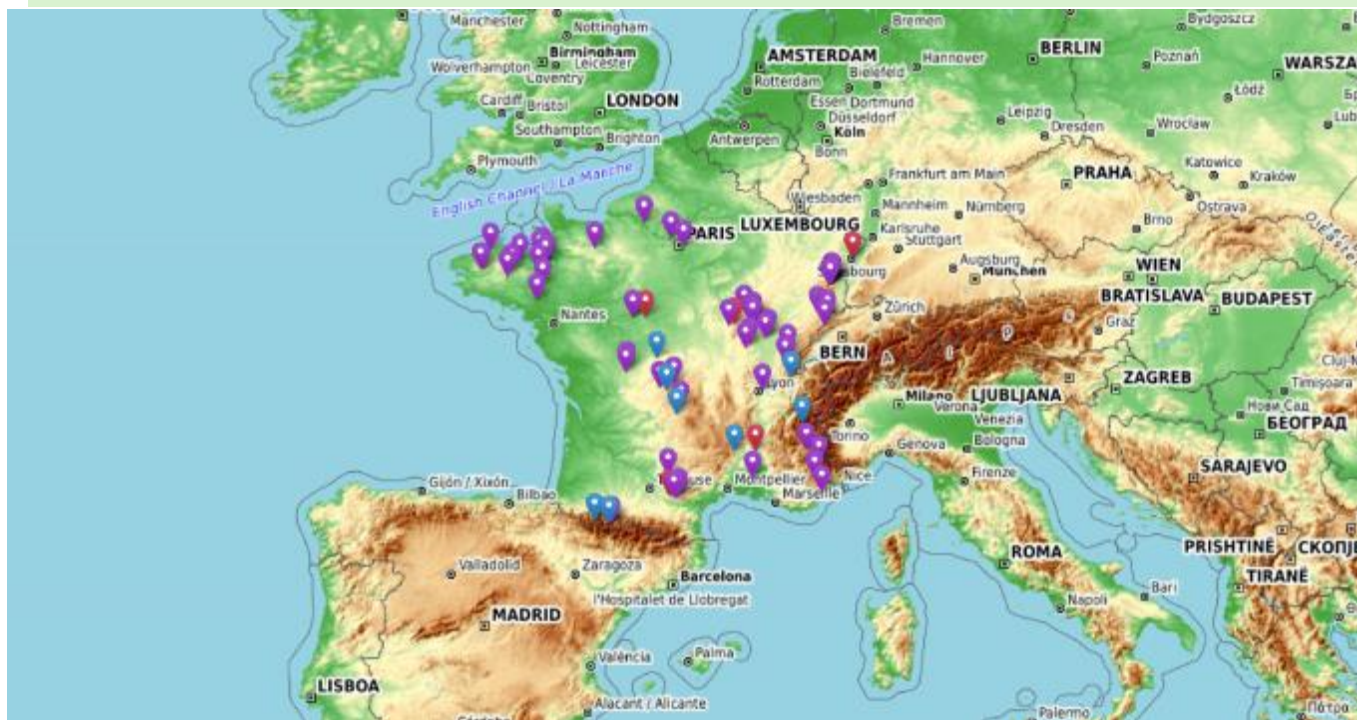 Manchester
Nottingham
Birmingham
Leicester
Wolverhampton
Coventry
Cardiff
Bristol
LONDON
Southampton
Brighton
Plymouth
English Channel / La Manche
AMSTERDAM
Rotterdam
Antwerpen
Bremen
Hannover
Bielefeld
Essen Dortmund
Düsseldorf
Köln
Bonn
BERLIN
Leipzig
Dresden
Bydgoszcz
Poznań
WARSZA
Łódź
Wrocław
Lub
Katowice
Kraków
Ostrava
PRAHA
Brno
Frankfurt am Main
Wiesbaden
Mannheim
Nürnberg
LUXEMBOURG
Karlsruhe
Stuttgart
Augsburg
München
PARIS
sbourg
WIEN
BRATISLAVA
BUDAPEST
Nantes
Zürich
BERN
A l p s
Graz
Lyon
Milano
Verona
Venezia
LJUBLJANA
ZAGREB
Cluj-N
Timișoara
Нови Сад
БЕОГРАД
Torino
Genova
Bologna
Firenze
SARAJEVO
Gijón / Xixón
Bilbao
use
Montpellier
Marseille
Nice
PRISHTINË
СКОПЈЕ
Valladolid
Zaragoza
Barcelona
l'Hospitalet de Llobregat
ROMA
Bari
TIRANË
MADRID
Napoli
València
Palma
LISBOA
Alacant / Alicante
Córdoba
Palermo
Πάτρα